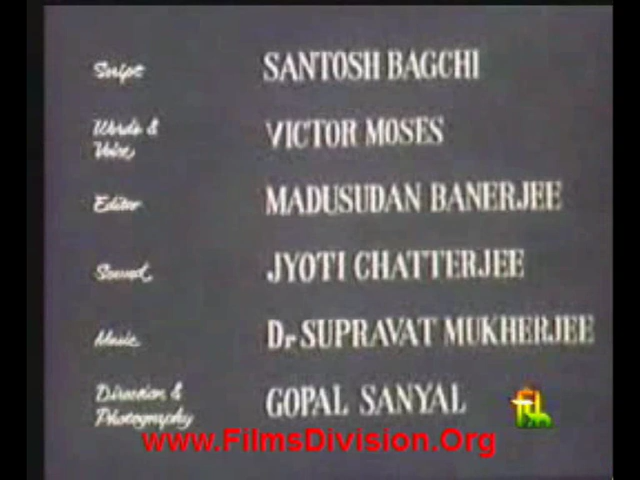 Script SANTOSH BAGCHI
Words & Voice VICTOR MOSES
Editor MADUSUDAN BANERJEE
Sound JYOTI CHATTERJEE
Music Dr SUPRAVAT MUKHERJEE
Direction & Photography GOPAL SANYAL
www.FilmsDivision.Org